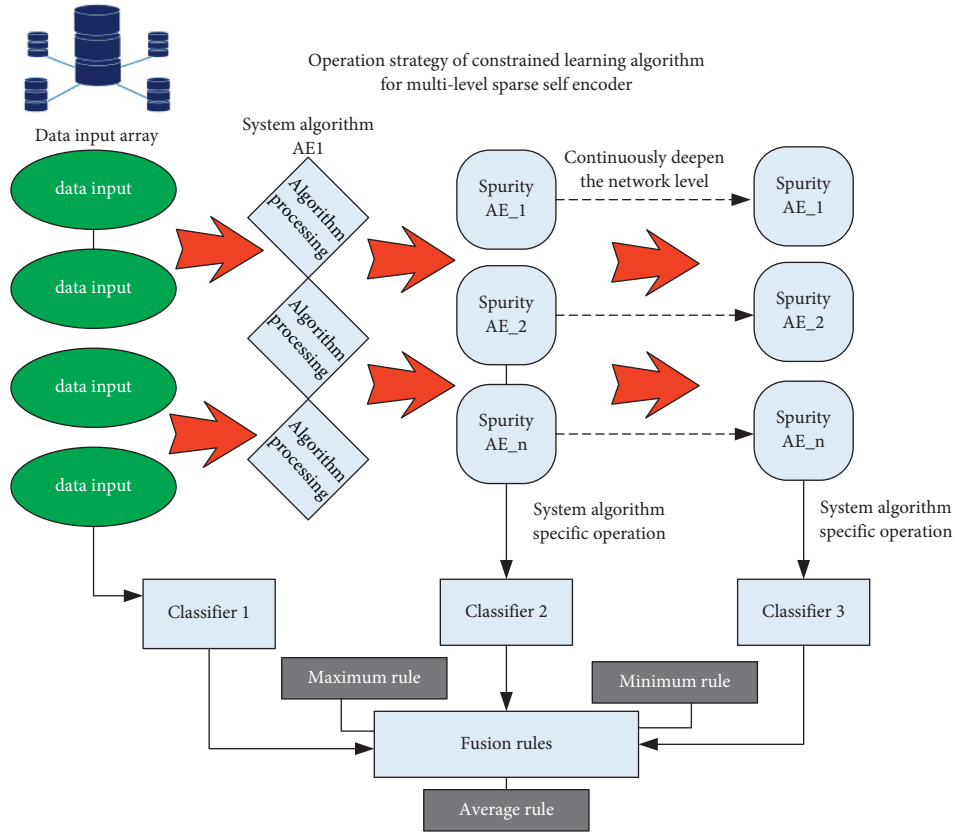 Operation strategy of constrained learning algorithm
for multi-level sparse self encoder
Data input array
data input
data input
data input
data input
System algorithm
AE1
Algorithm
processing
Algorithm
processing
Algorithm
processing
Spurity
AE_1
Spurity
AE_2
Spurity
AE_n
Continuously deepen
the network level
Spurity
AE_1
Spurity
AE_2
Spurity
AE_n
System algorithm
specific operation
System algorithm
specific operation
Classifier 1
Classifier 2
Classifier 3
Maximum rule
Minimum rule
Fusion rules
Average rule